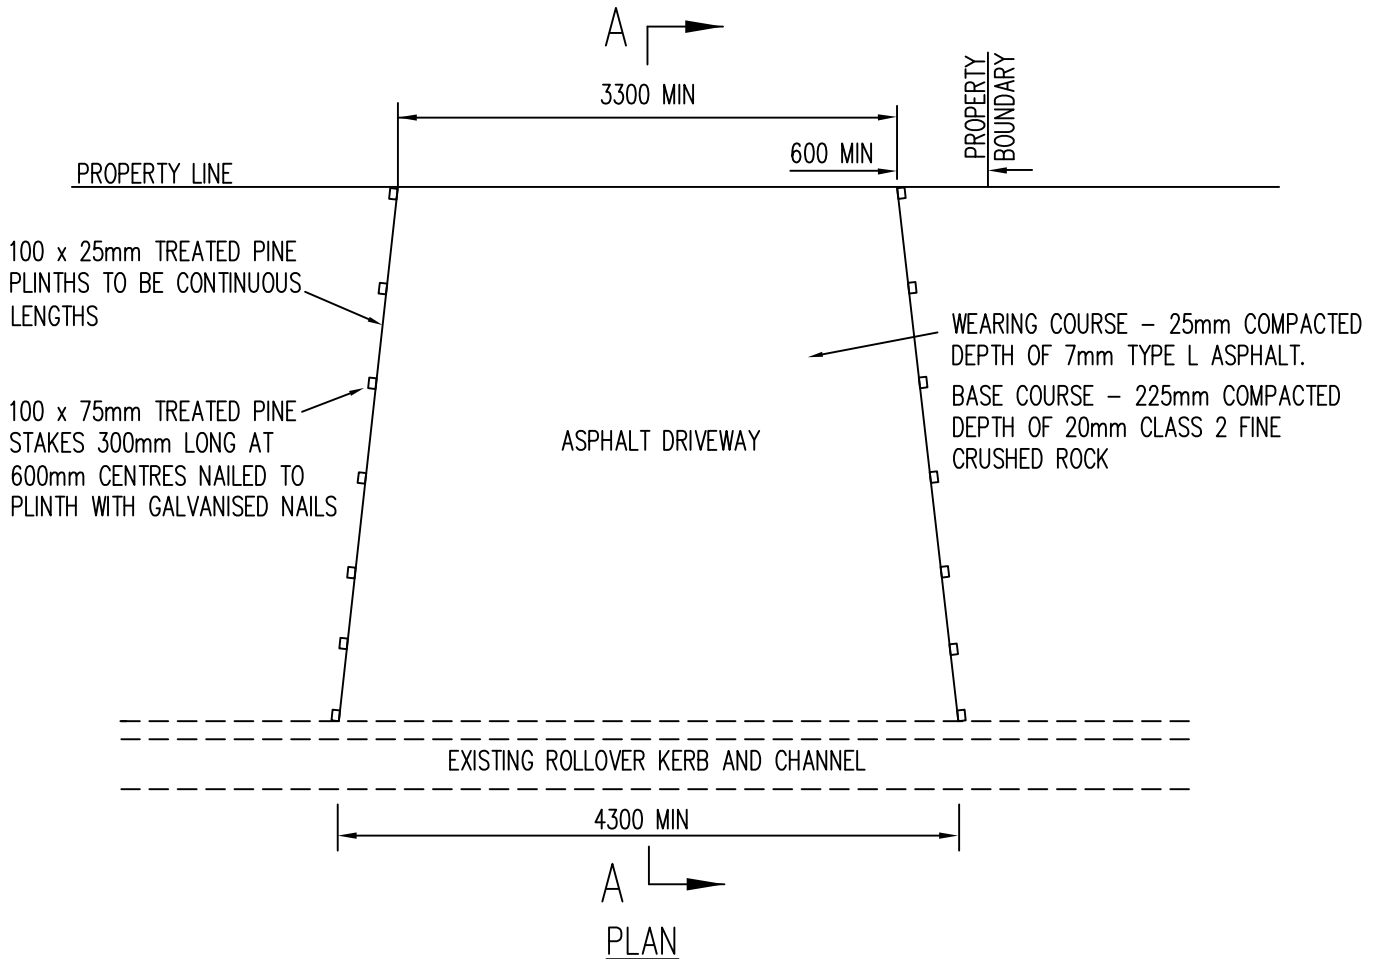 A
3300 MIN
PROPERTY
BOUNDARY
600 MIN
PROPERTY LINE
100 x 25mm TREATED PINE
PLINTHS TO BE CONTINUOUS
LENGTHS
WEARING COURSE – 25mm COMPACTED
DEPTH OF 7mm TYPE L ASPHALT.
BASE COURSE – 225mm COMPACTED
DEPTH OF 20mm CLASS 2 FINE
CRUSHED ROCK
100 x 75mm TREATED PINE
STAKES 300mm LONG AT
600mm CENTRES NAILED TO
PLINTH WITH GALVANISED NAILS
ASPHALT DRIVEWAY
EXISTING ROLLOVER KERB AND CHANNEL
4300 MIN
A
PLAN